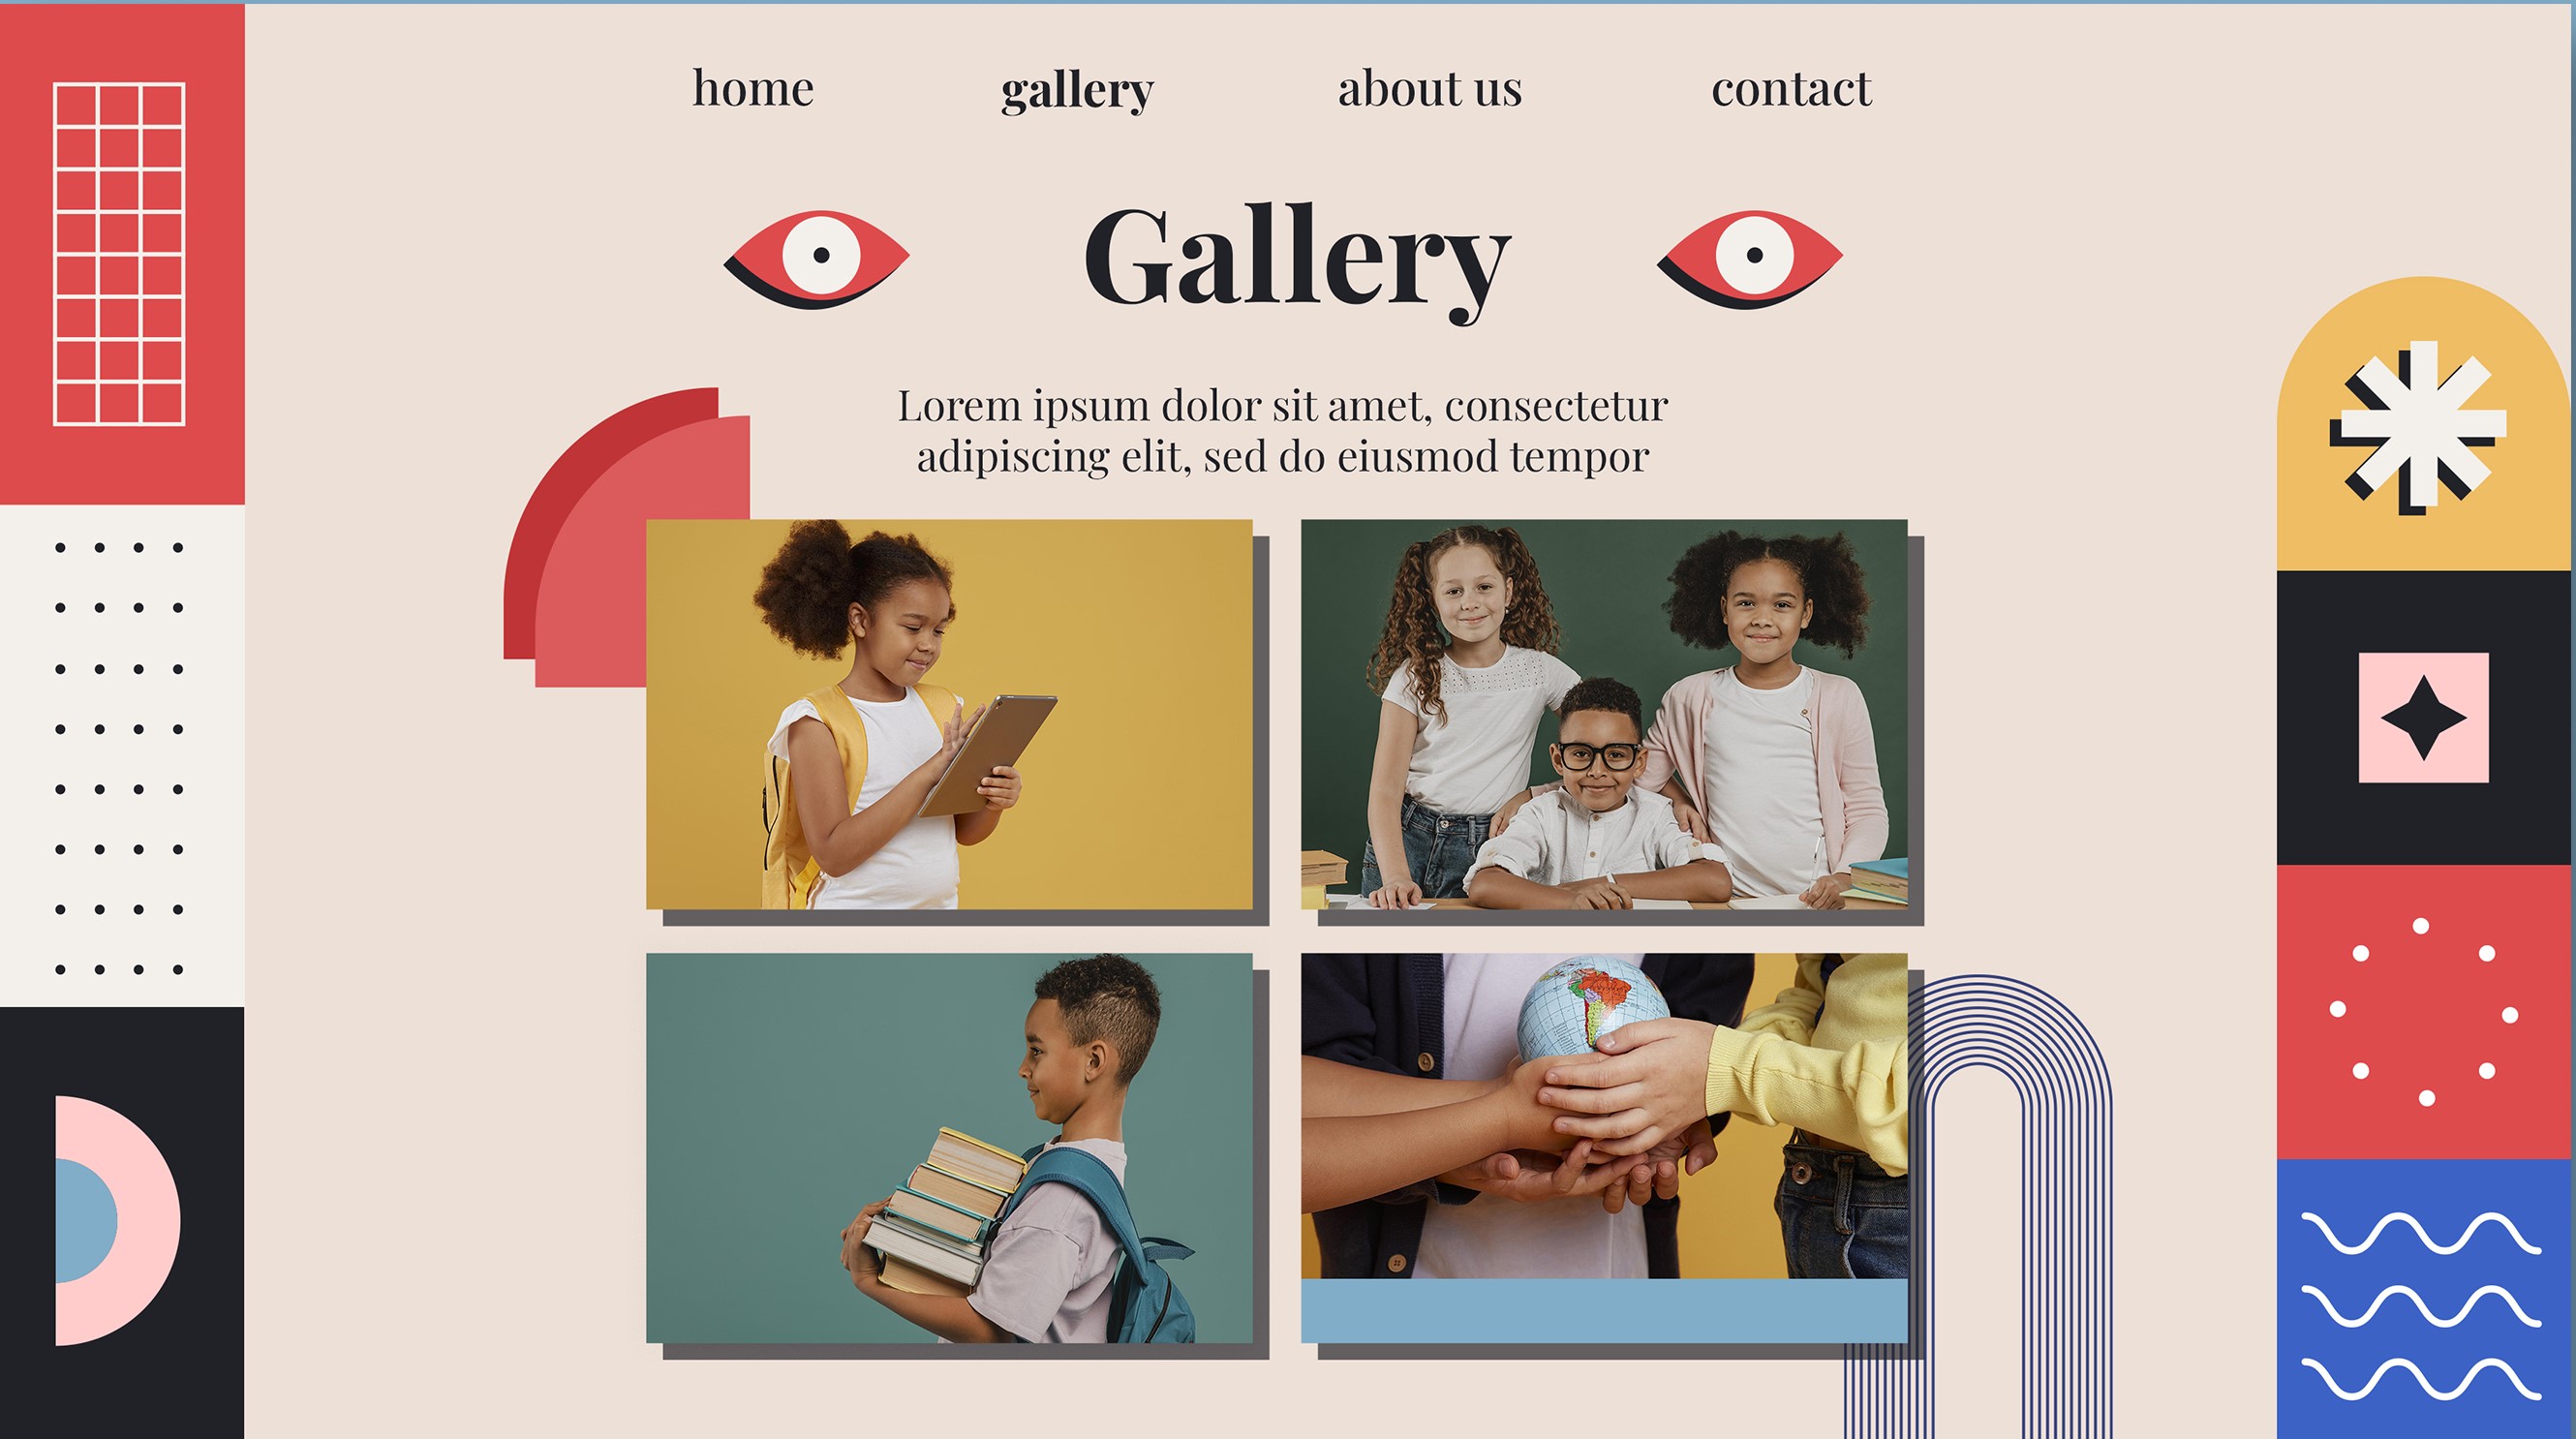 home gallery about us contact
Gallery
Lorem ipsum dolor sit amet, consectetur
adipiscing elit, sed do eiusmod tempor